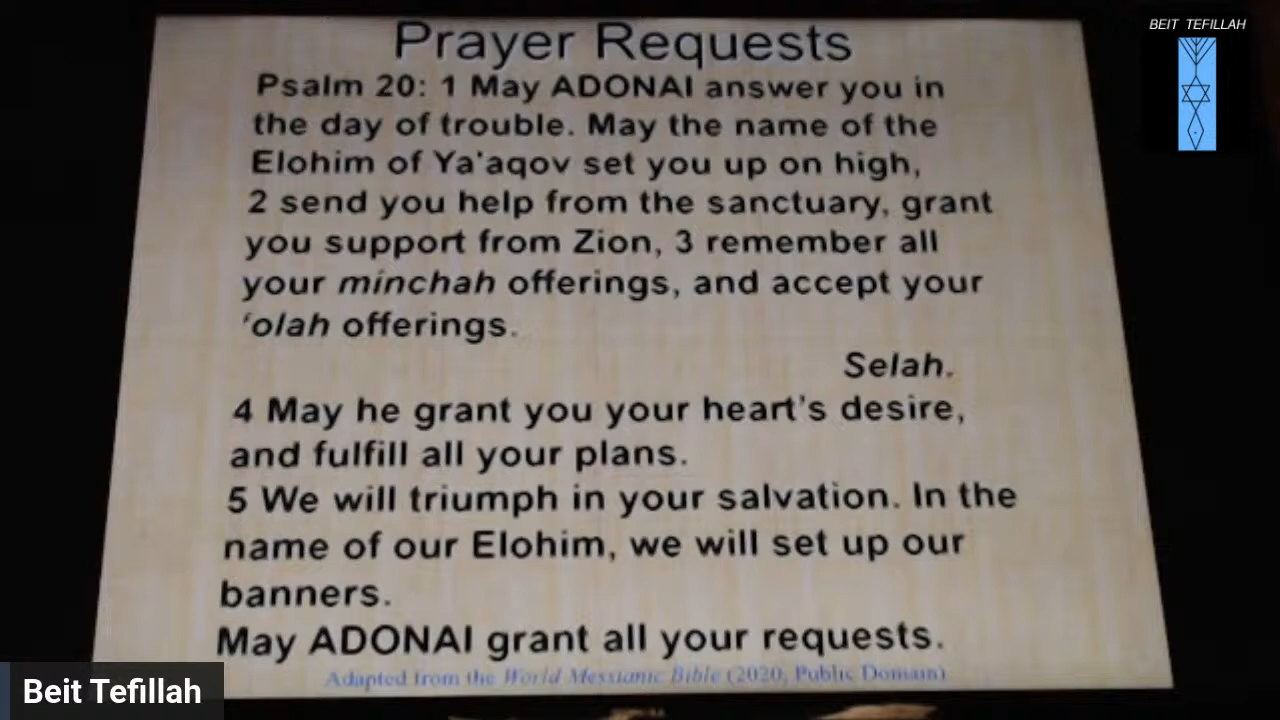 BEIT TEFILLAH
Prayer Requests
Psalm 20: 1 May ADONAI answer you in
the day of trouble. May the name of the
Elohim of Ya'aqov set you up on high,
2 send you help from the sanctuary, grant
you support from Zion, 3 remember all
your minchah offerings, and accept your
‘olah offerings.
Selah.
4 May he grant you your heart's desire,
and fulfill all your plans.
5 We will triumph in your salvation. In the
name of our Elohim, we will set up our
banners.
May ADONAI grant all your requests.
Adapted from the World Messianic Bible (2020, Public Domain)
Beit Tefillah